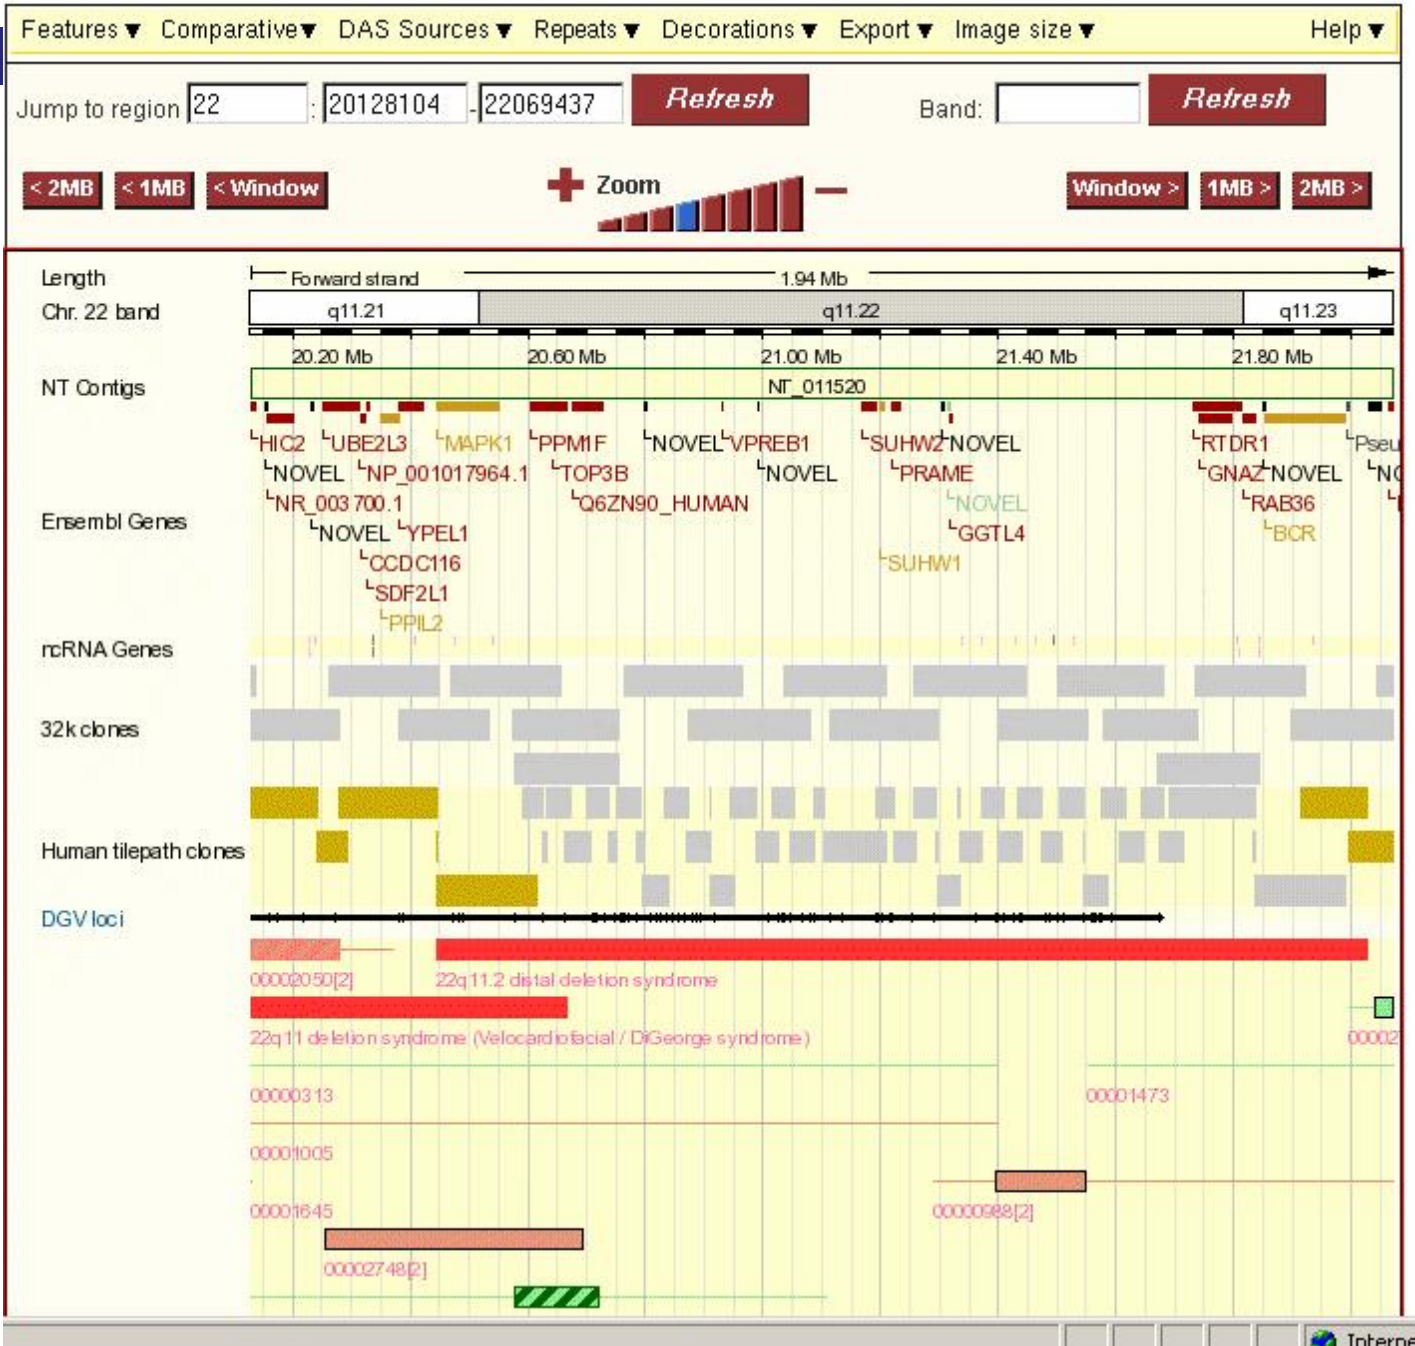 Features ▼ Comparative▼ DAS Sources ▼ Repeats ▼ Decorations ▼ Export ▼ Image size ▼ Help ▼
Jump to region 22 : 20128104 - 22069437 Refresh Band: Refresh
< 2MB < 1MB < Window + Zoom − Window > 1MB > 2MB >
Length Forward strand 1.94 Mb
Chr. 22 band q11.21 q11.22 q11.23
20.20 Mb 20.60 Mb 21.00 Mb 21.40 Mb 21.80 Mb
NT Contigs NT_011520
HIC2 UBE2L3 MAPK1 PPM1F NOVEL VPREB1 SUHW2 NOVEL RTDR1 Pseu
NOVEL NP_001017964.1 TOP3B NOVEL PRAME GNAZ NOVEL NO
NR_003700.1 Q6ZN90_HUMAN NOVEL RAB36
Ensembl Genes
NOVEL YPEL1 GGTL4 BCR
CCDC116 SUHW1
SDF2L1
PPIL2
ncRNA Genes
32k clones
Human tilepath clones
DGV loci
00002050[2] 22q11.2 distal deletion syndrome
22q11 deletion syndrome (Velocardiofacial / DiGeorge syndrome) 00002
00000313 00001473
00001005
00001645 00000988[2]
00002748[2]
Interne